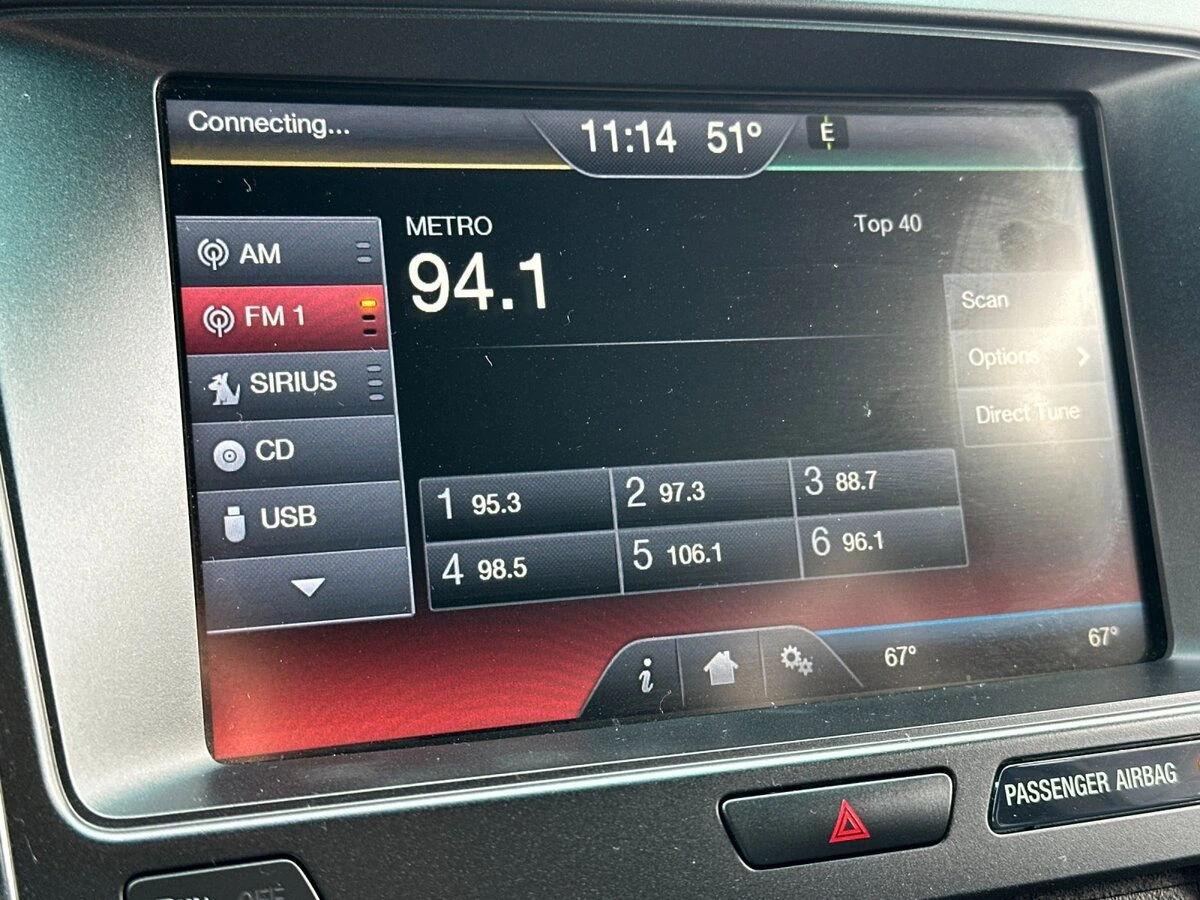 Connecting...
11:14 51° E
METRO
Top 40
94.1
AM
FM 1
SIRIUS
CD
USB
Scan
Options
Direct Tune
1 95.3
2 97.3
3 88.7
4 98.5
5 106.1
6 96.1
i
67°
67°
PASSENGER AIRBAG